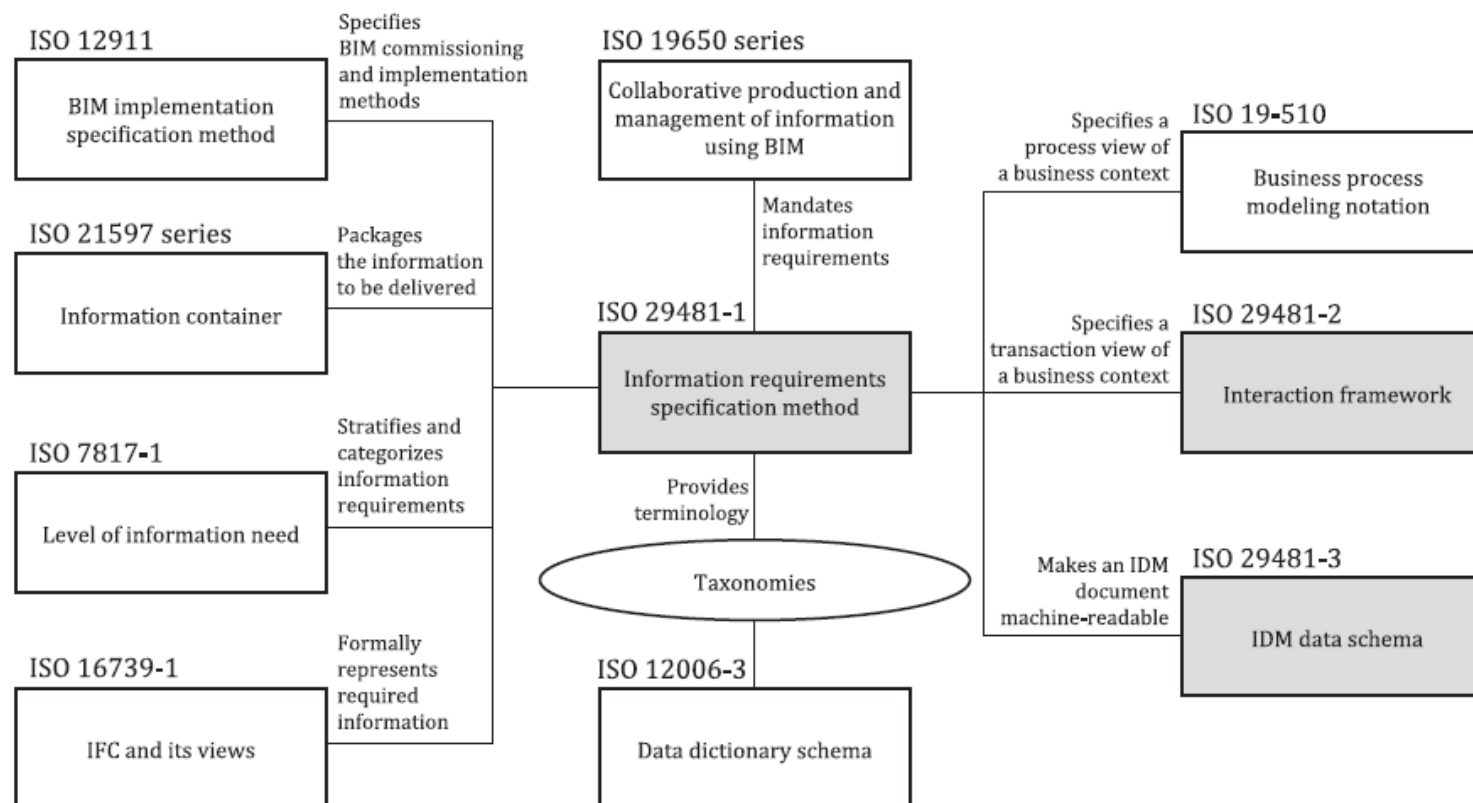 ISO 12911
BIM implementation
specification method
Specifies
BIM commissioning
and implementation
methods
ISO 21597 series
Information container
Packages
the information
to be delivered
ISO 7817-1
Level of information need
Stratifies and
categorizes
information
requirements
ISO 16739-1
IFC and its views
Formally
represents
required
information
ISO 19650 series
Collaborative production and
management of information
using BIM
Mandates
information
requirements
ISO 29481-1
Information requirements
specification method
Provides
terminology
Taxonomies
ISO 12006-3
Data dictionary schema
Specifies a
process view of
a business context
ISO 19-510
Business process
modeling notation
Specifies a
transaction view of
a business context
ISO 29481-2
Interaction framework
Makes an IDM
document
machine-readable
ISO 29481-3
IDM data schema